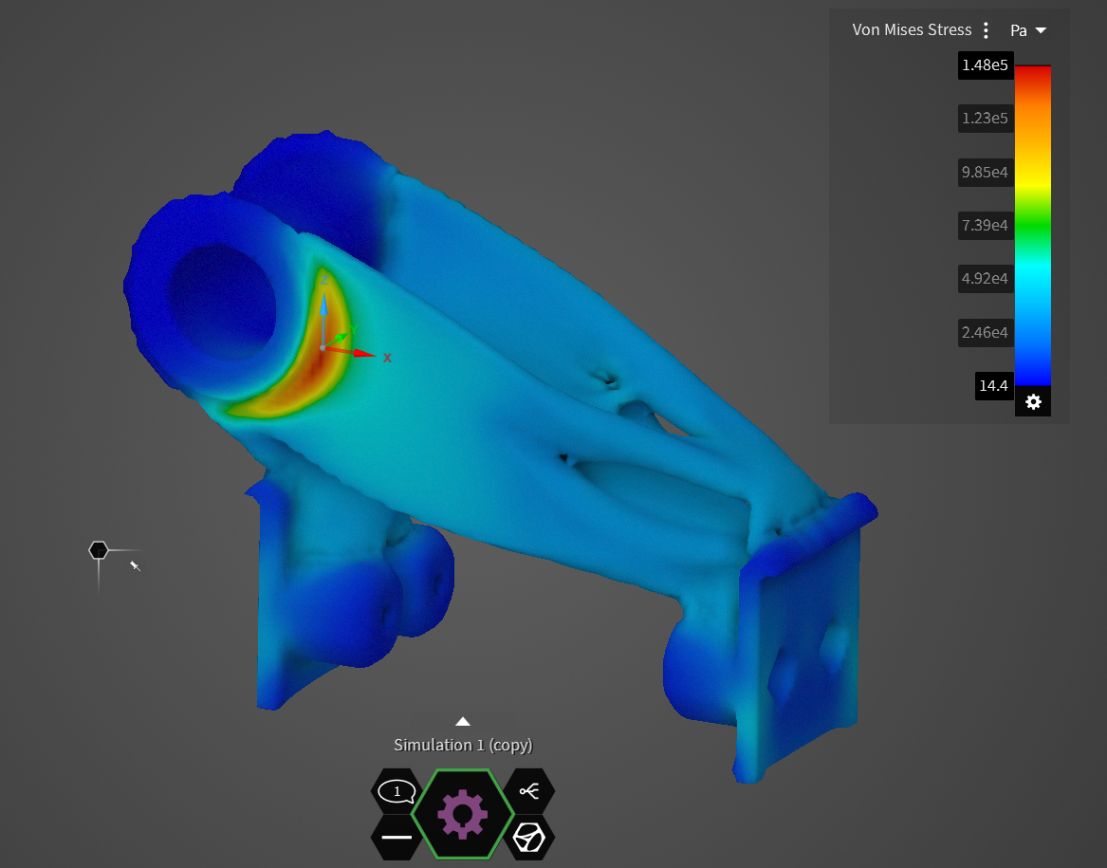 Von Mises Stress Pa
1.48e5
1.23e5
9.85e4
7.39e4
4.92e4
2.46e4
14.4
Z
Y
X
Simulation 1 (copy)
1